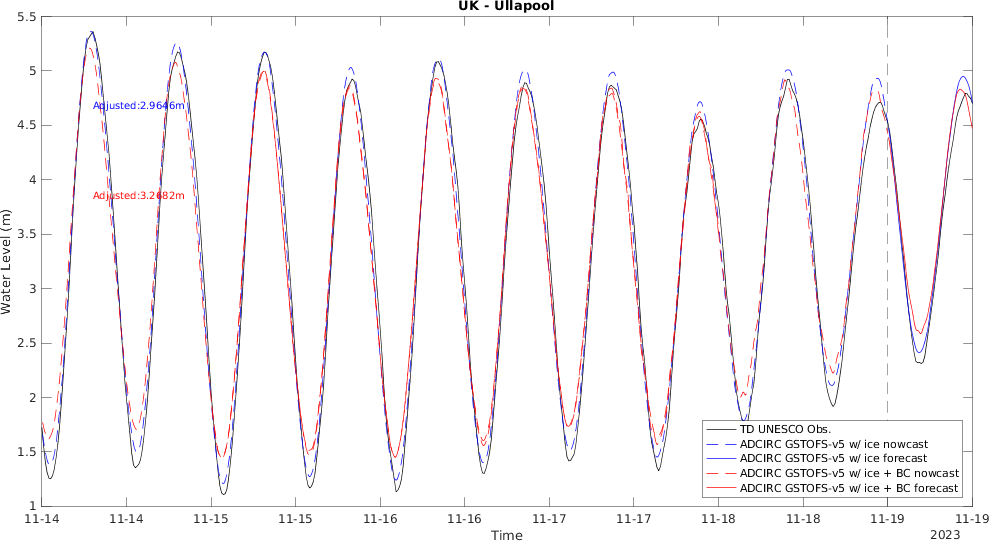 UK - Ullapool
5.5
5
4.5
4
3.5
3
2.5
2
1.5
1
Water Level (m)
Adjusted:2.9646m
Adjusted:3.2682m
TD UNESCO Obs.
ADCIRC GSTOFS-v5 w/ ice nowcast
ADCIRC GSTOFS-v5 w/ ice forecast
ADCIRC GSTOFS-v5 w/ ice + BC nowcast
ADCIRC GSTOFS-v5 w/ ice + BC forecast
11-14 11-14 11-15 11-15 11-16 11-16 11-17 11-17 11-18 11-18 11-19 11-19
Time
2023